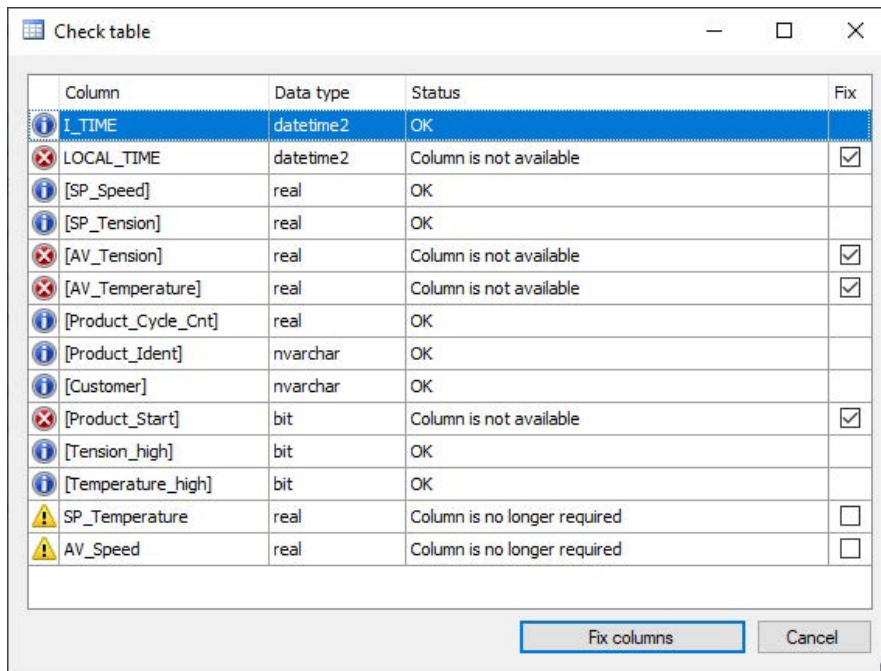 Check table
Column Data type Status Fix
I_TIME datetime2 OK
LOCAL_TIME datetime2 Column is not available
[SP_Speed] real OK
[SP_Tension] real OK
[AV_Tension] real Column is not available
[AV_Temperature] real Column is not available
[Product_Cycle_Cnt] real OK
[Product_Ident] nvarchar OK
[Customer] nvarchar OK
[Product_Start] bit Column is not available
[Tension_high] bit OK
[Temperature_high] bit OK
SP_Temperature real Column is no longer required
AV_Speed real Column is no longer required
Fix columns Cancel